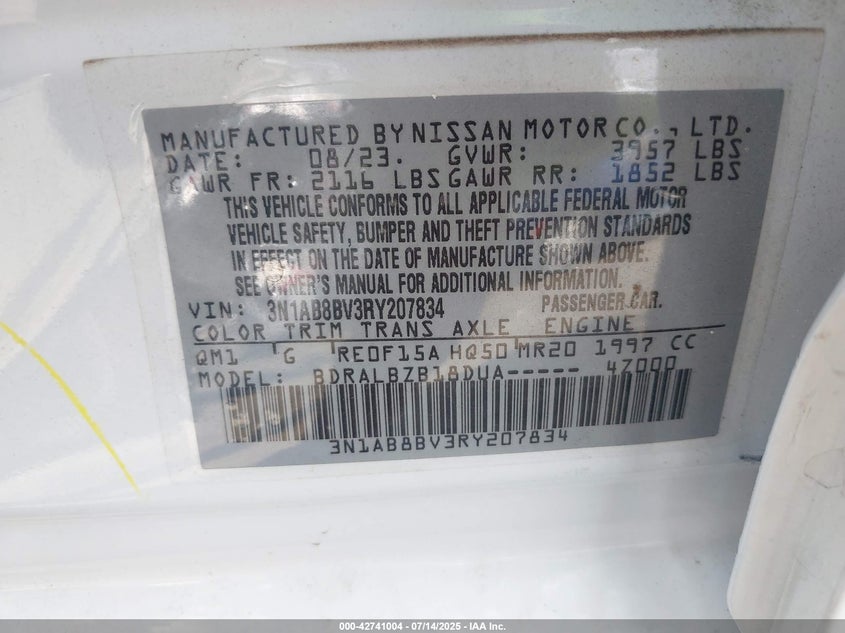 MANUFACTURED BY NISSAN MOTOR CO., LTD.
DATE: 08/23. GVWR: 3957 LBS
GAWR FR: 2116 LBS GAWR RR: 1852 LBS
THIS VEHICLE CONFORMS TO ALL APPLICABLE FEDERAL MOTOR
VEHICLE SAFETY, BUMPER AND THEFT PREVENTION STANDARDS
IN EFFECT ON THE DATE OF MANUFACTURE SHOWN ABOVE.
SEE OWNER'S MANUAL FOR ADDITIONAL INFORMATION.
VIN: 3N1AB8BV3RY207834 PASSENGER CAR.
COLOR TRIM TRANS AXLE ENGINE
QM1 G RE0F15A HQ50 MR20 1997 CC
MODEL: BDRALBZB18DUA----- 47000
3N1AB8BV3RY207834
000-42741004 | 07/14/2025 | IAA Inc.